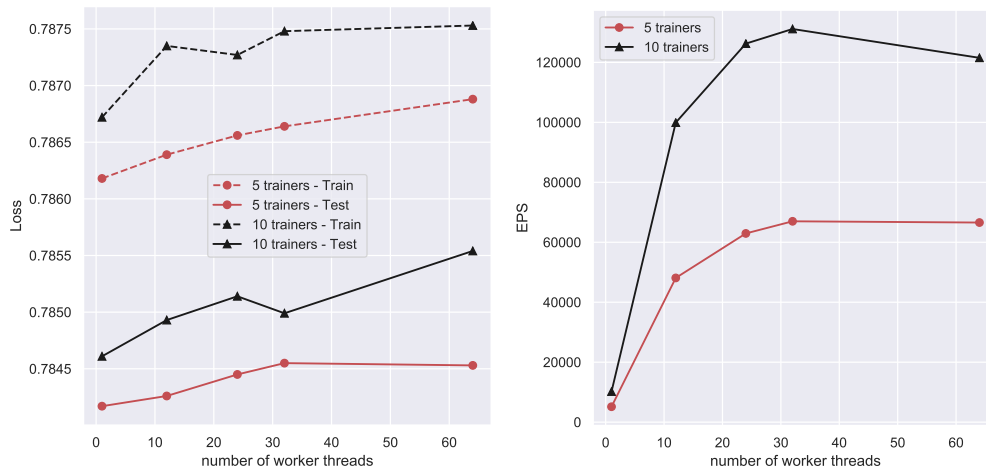 0.7875
0.7870
0.7865
0.7860
0.7855
0.7850
0.7845
Loss
5 trainers - Train
5 trainers - Test
10 trainers - Train
10 trainers - Test
0 10 20 30 40 50 60
number of worker threads
120000
100000
80000
60000
40000
20000
0
EPS
5 trainers
10 trainers
0 10 20 30 40 50 60
number of worker threads